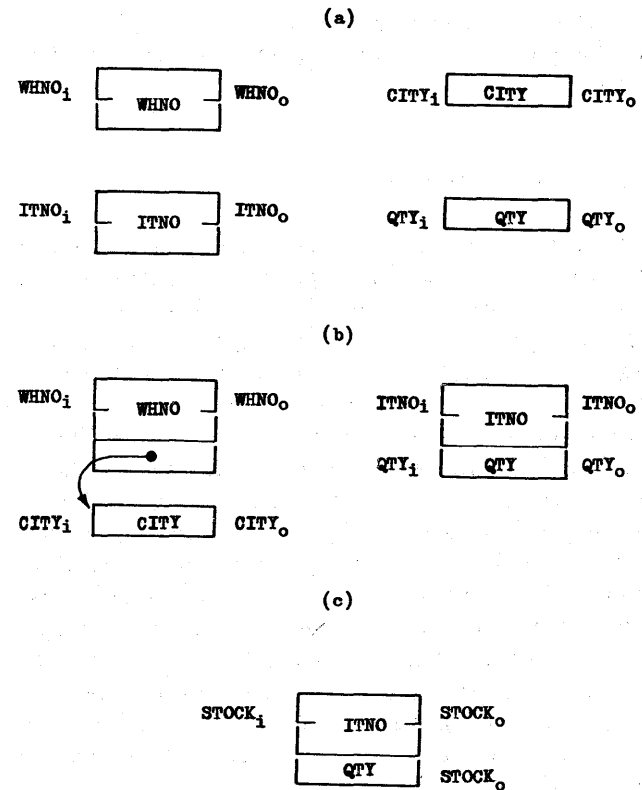 (a)
WHNOi WHNO WHNOo CITYi CITY CITYo
ITNOi ITNO ITNOo QTYi QTY QTYo
(b)
WHNOi WHNO WHNOo ITNOi ITNO ITNOo
QTYi QTY QTYo
CITYi CITY CITYo
(c)
STOCKi ITNO STOCKo
QTY STOCKo